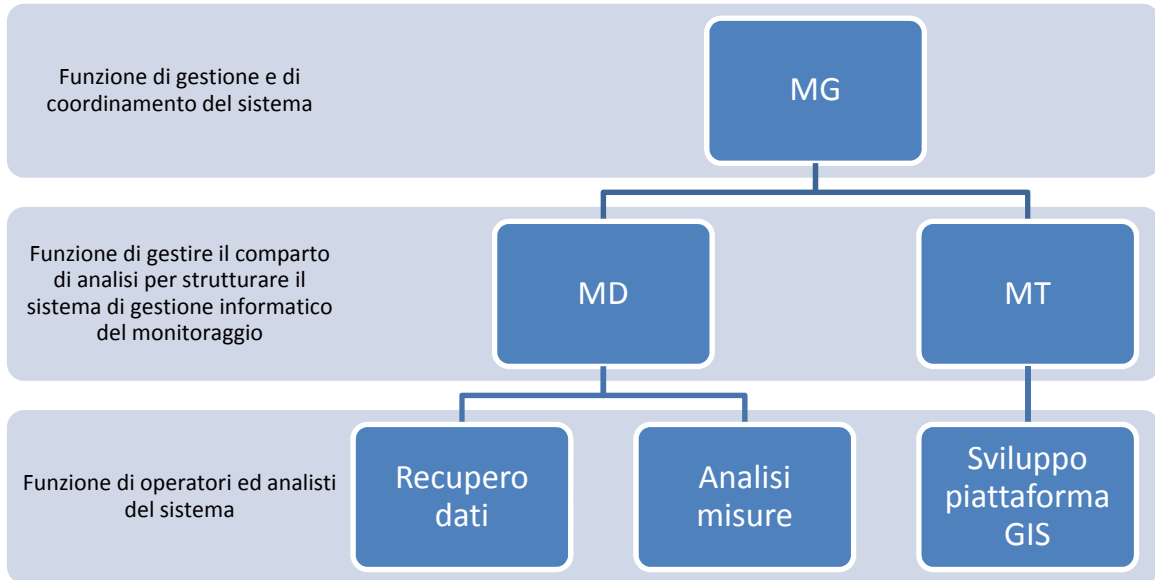 Funzione di gestione e di
coordinamento del sistema
MG
Funzione di gestire il comparto
di analisi per strutturare il
sistema di gestione informatico
del monitoraggio
MD
MT
Funzione di operatori ed analisti
del sistema
Recupero
dati
Analisi
misure
Sviluppo
piattaforma
GIS